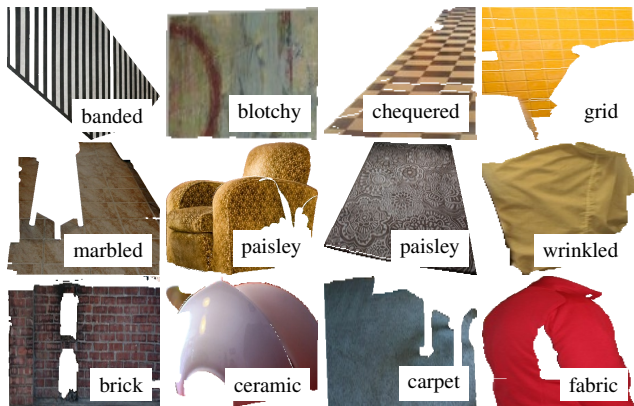 banded
blotchy
chequered
grid
marbled
paisley
paisley
wrinkled
brick
ceramic
carpet
fabric